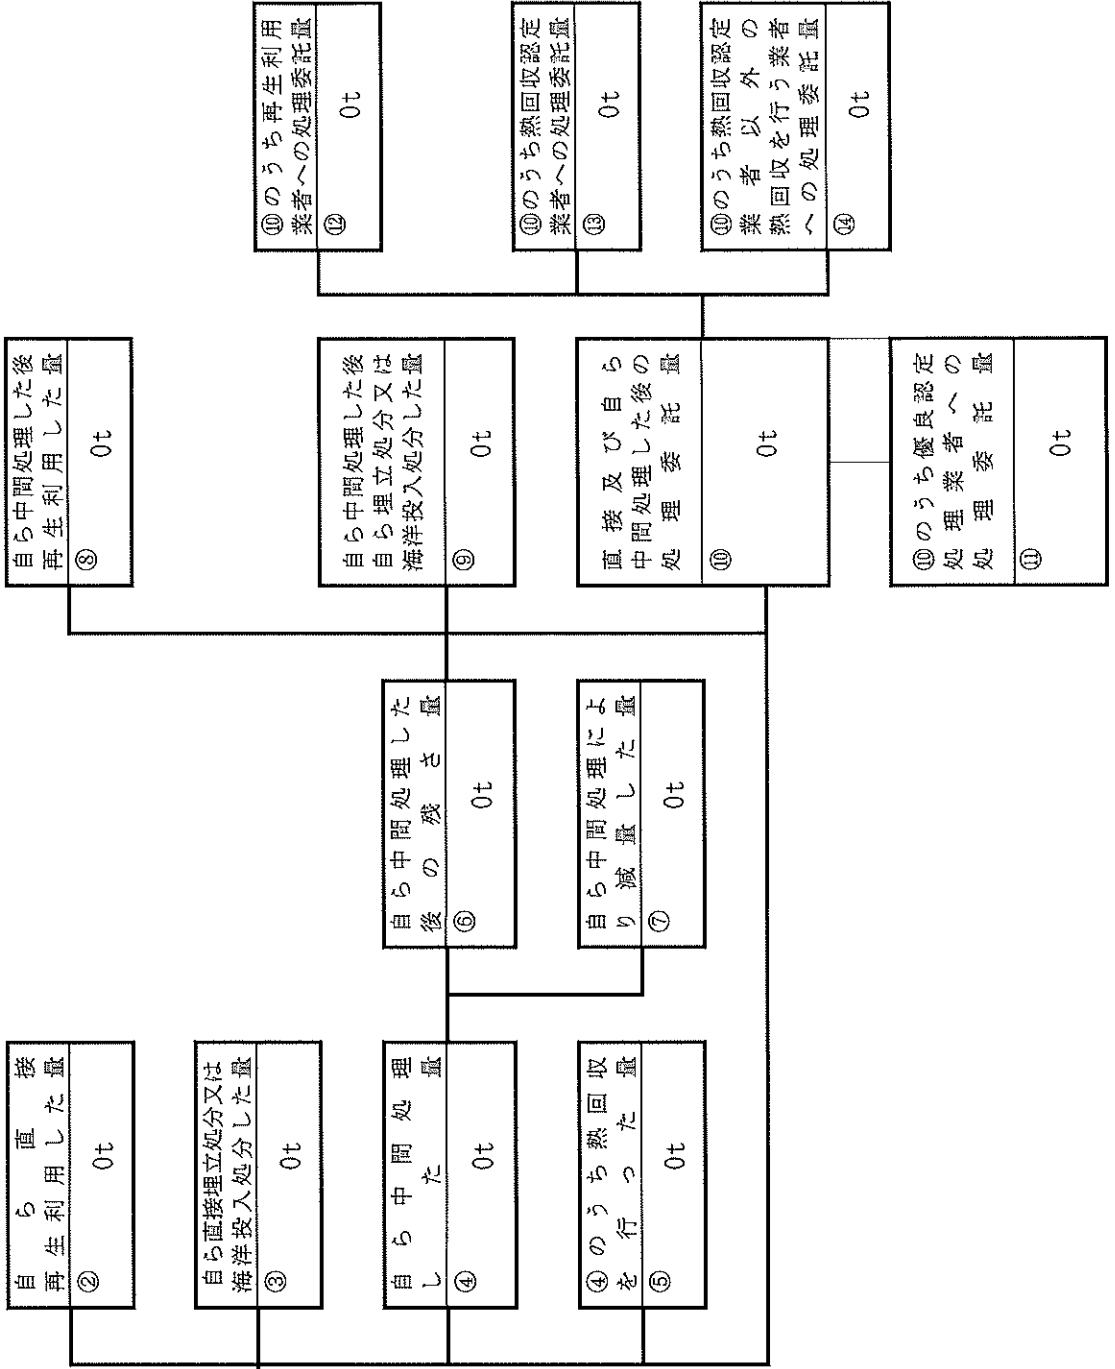 自ら直接
再生利用した量
②
0t
自ら直接埋立処分又は
海洋投入処分した量
③
0t
自ら中間処理
した量
④
0t
④のうち熱回収
を行った量
⑤
0t
自ら中間処理した
後の残さ量
⑥
0t
自ら中間処理によ
り減量した量
⑦
0t
自ら中間処理した後
再生利用した量
⑧
0t
自ら中間処理した後
自ら埋立処分又は
海洋投入処分した量
⑨
0t
直接及び自ら
中間処理した後の
処理委託量
⑩
0t
⑩のうち優良認定
処理業者への
処理委託量
⑪
0t
⑩のうち再生利用
業者への処理委託量
⑫
0t
⑩のうち熱回収認定
業者への処理委託量
⑬
0t
⑩のうち熱回収認定
業者以外の
熱回収を行う業者
への処理委託量
⑭
0t